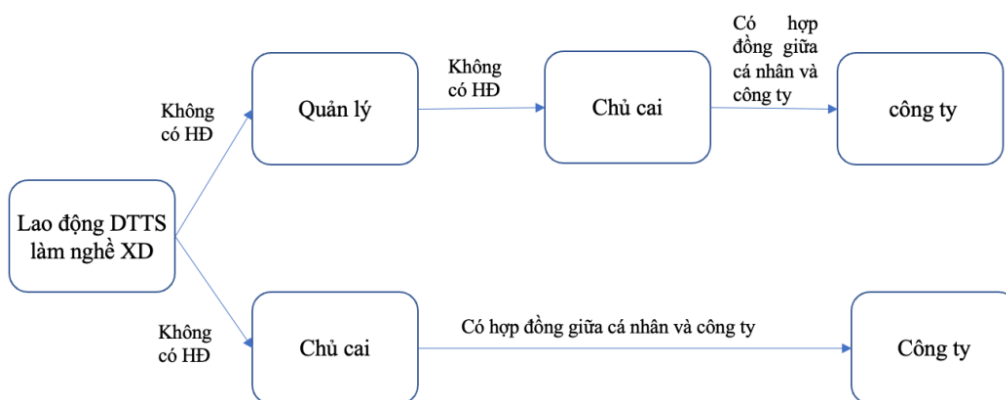 Có hợp
đồng giữa
cá nhân và
công ty
Không
có HĐ
Không
có HĐ
Quản lý
Chủ cai
công ty
Lao động DTTS
làm nghề XD
Không
có HĐ
Chủ cai
Có hợp đồng giữa cá nhân và công ty
Công ty